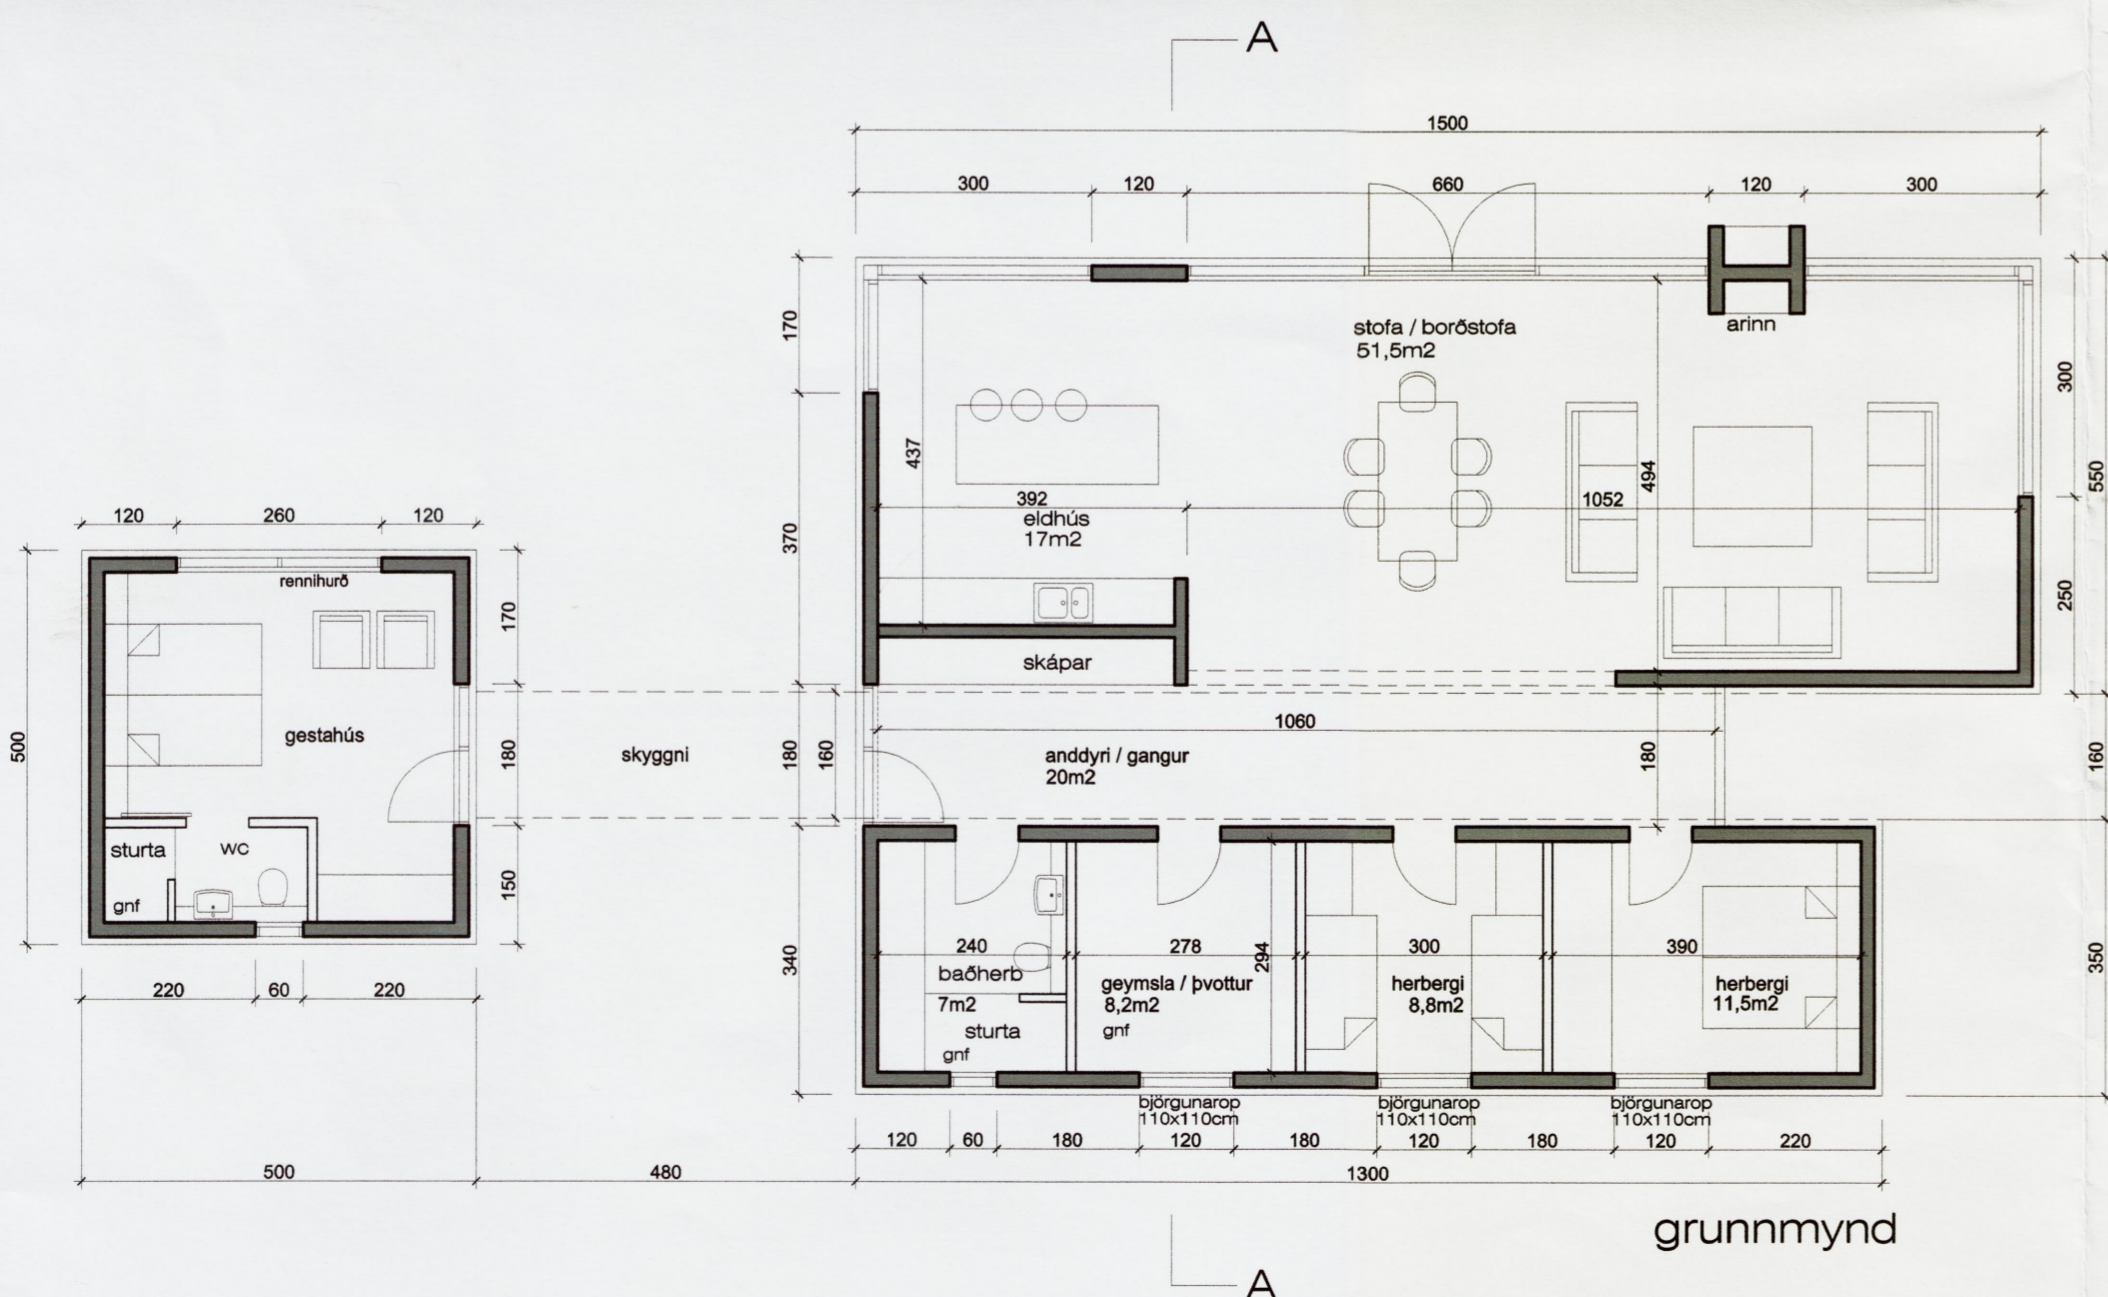 A
1500
300 120 660 120 300
170
370
180
160
340
stofa / borðstofa
51,5m2
arinn
437
392
eldhús
17m2
494
1052
skápar
300
250
550
160
350
120 260 120
rennihurð
500
170
180
150
gestahús
sturta
wc
gnf
220 60 220
skyggni
1060
anddyri / gangur
20m2
180
240
baðherb
7m2
sturta
gnf
278
294
geymsla / þvottur
8,2m2
gnf
300
herbergi
8,8m2
390
herbergi
11,5m2
björgunarop
110x110cm
björgunarop
110x110cm
björgunarop
110x110cm
120 60 180 120 180 120 180 120 220
500 480 1300
grunnmynd
A